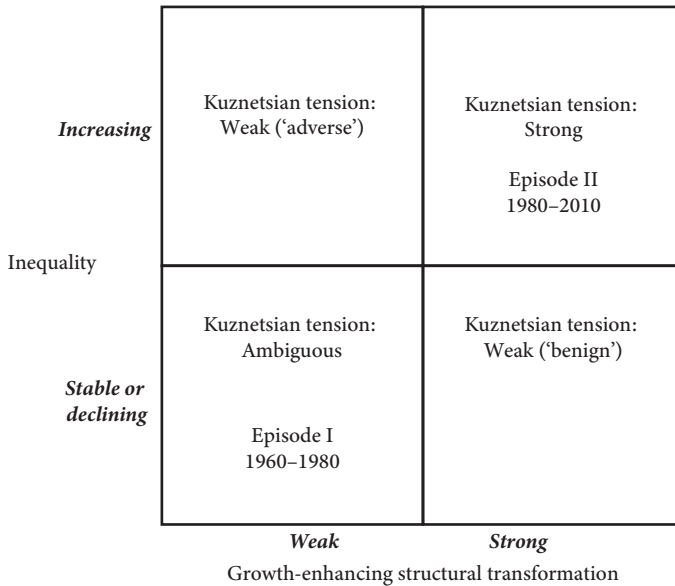 Kuznetsian tension:
Weak (‘adverse’)
Kuznetsian tension:
Strong
Episode II
1980–2010
Increasing
Inequality
Kuznetsian tension:
Ambiguous
Episode I
1960–1980
Kuznetsian tension:
Weak (‘benign’)
Stable or
declining
Weak
Strong
Growth-enhancing structural transformation